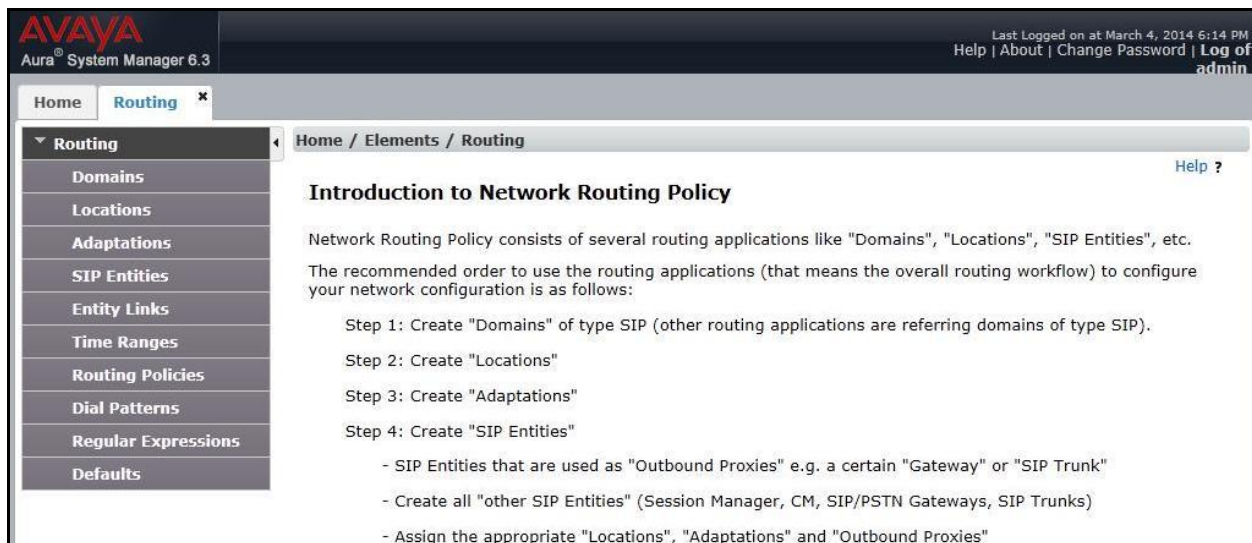 AVAYA
Aura® System Manager 6.3
Last Logged on at March 4, 2014 6:14 PM
Help | About | Change Password | Log of
admin
Home
Routing ×
Routing
Domains
Locations
Adaptations
SIP Entities
Entity Links
Time Ranges
Routing Policies
Dial Patterns
Regular Expressions
Defaults
Home / Elements / Routing
Help ?
Introduction to Network Routing Policy
Network Routing Policy consists of several routing applications like "Domains", "Locations", "SIP Entities", etc.
The recommended order to use the routing applications (that means the overall routing workflow) to configure
your network configuration is as follows:
Step 1: Create "Domains" of type SIP (other routing applications are referring domains of type SIP).
Step 2: Create "Locations"
Step 3: Create "Adaptations"
Step 4: Create "SIP Entities"
- SIP Entities that are used as "Outbound Proxies" e.g. a certain "Gateway" or "SIP Trunk"
- Create all "other SIP Entities" (Session Manager, CM, SIP/PSTN Gateways, SIP Trunks)
- Assign the appropriate "Locations", "Adaptations" and "Outbound Proxies"